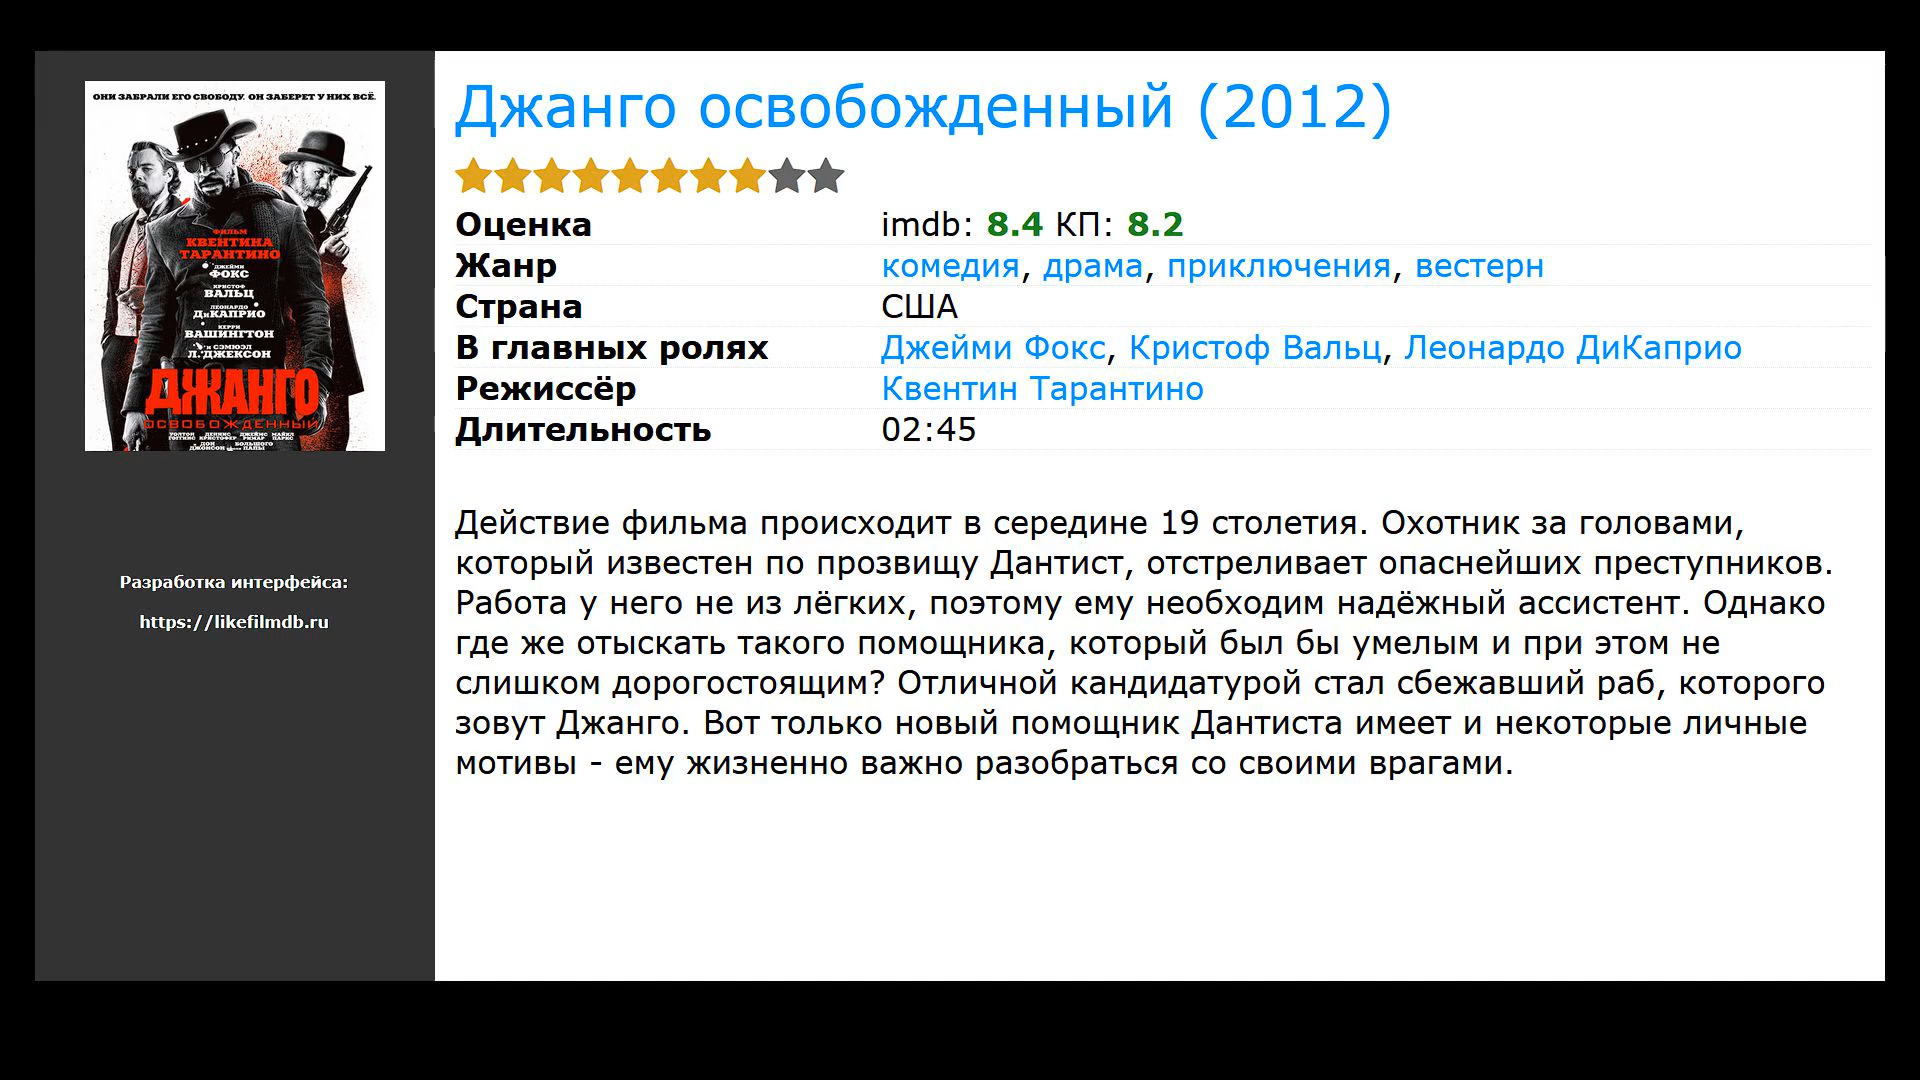 ОНИ ЗАБРАЛИ ЕГО СВОБОДУ. ОН ЗАБЕРЕТ У НИХ ВСЁ.
ФИЛЬМ
КВЕНТИНА
ТАРАНТИНО
ДЖЕЙМИ
ФОКС
КРИСТОФ
ВАЛЬЦ
ЛЕОНАРДО
ДиКАПРИО
КЕРРИ
ВАШИНГТОН
и СЭМЮЭЛ
Л. ДЖЕКСОН
ДЖАНГО
ОСВОБОЖДЕННЫЙ
Разработка интерфейса:
https://likefilmdb.ru
Джанго освобожденный (2012)
Оценка imdb: 8.4 КП: 8.2
Жанр комедия, драма, приключения, вестерн
Страна США
В главных ролях Джейми Фокс, Кристоф Вальц, Леонардо ДиКаприо
Режиссёр Квентин Тарантино
Длительность 02:45
Действие фильма происходит в середине 19 столетия. Охотник за головами,
который известен по прозвищу Дантист, отстреливает опаснейших преступников.
Работа у него не из лёгких, поэтому ему необходим надёжный ассистент. Однако
где же отыскать такого помощника, который был бы умелым и при этом не
слишком дорогостоящим? Отличной кандидатурой стал сбежавший раб, которого
зовут Джанго. Вот только новый помощник Дантиста имеет и некоторые личные
мотивы - ему жизненно важно разобраться со своими врагами.